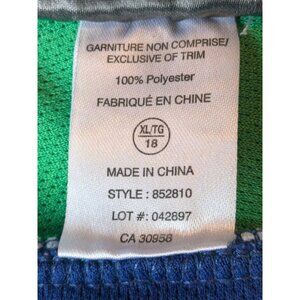 GARNITURE NON COMPRISE/
EXCLUSIVE OF TRIM
100% Polyester
FABRIQUÉ EN CHINE
XL/TG
18
MADE IN CHINA
STYLE : 852810
LOT #: 042897
CA 30958